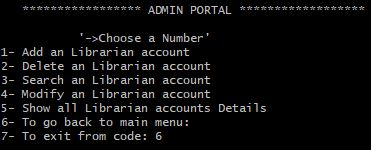 ***************** ADMIN PORTAL ******************
'->Choose a Number'
1- Add an Librarian account
2- Delete an Librarian account
3- Search an Librarian account
4- Modify an Librarian account
5- Show all Librarian accounts Details
6- To go back to main menu:
7- To exit from code: 6